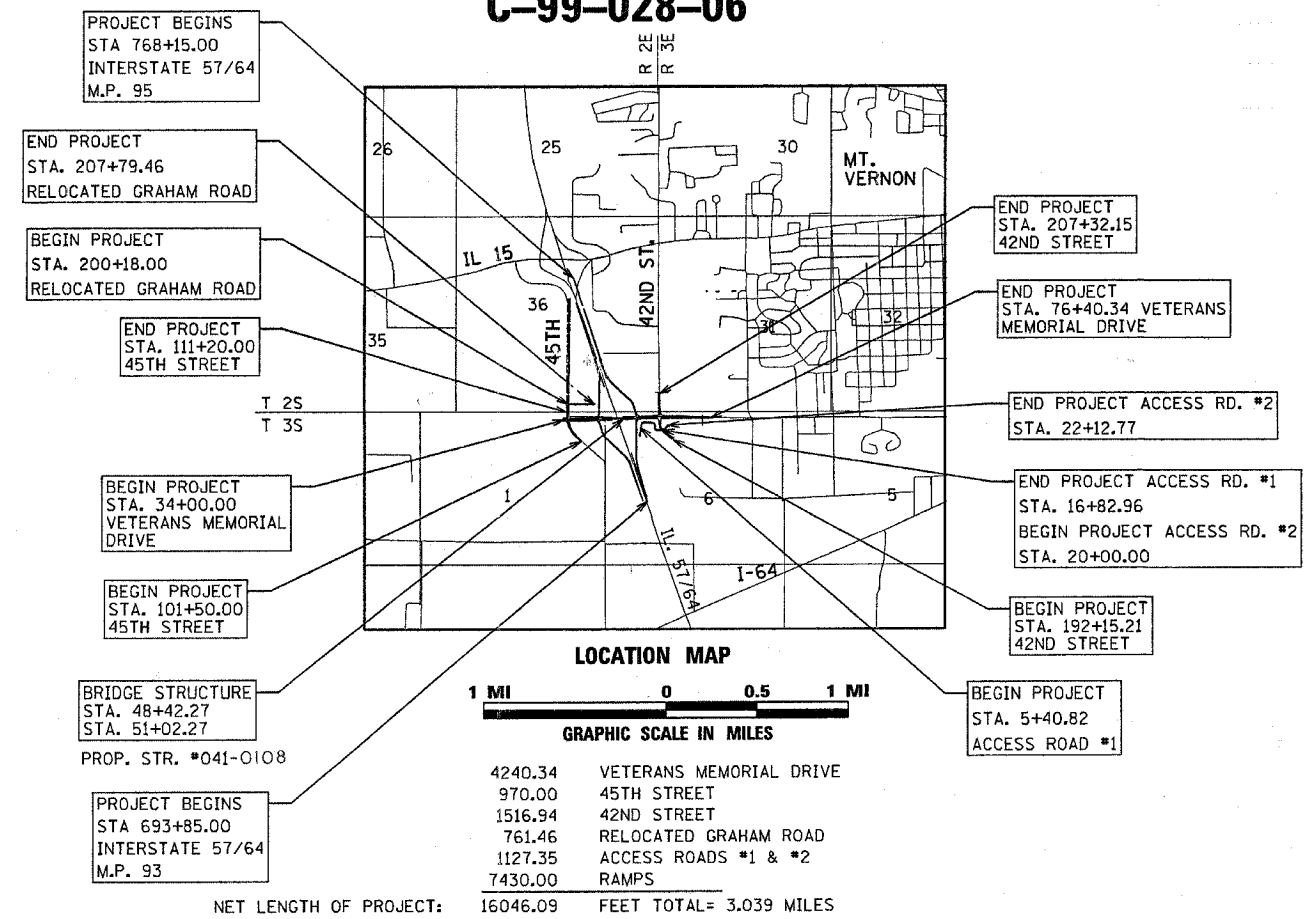 C-99-028-06
PROJECT BEGINS
STA 768+15.00
INTERSTATE 57/64
M.P. 95
END PROJECT
STA. 207+79.46
RELOCATED GRAHAM ROAD
BEGIN PROJECT
STA. 200+18.00
RELOCATED GRAHAM ROAD
END PROJECT
STA. 111+20.00
45TH STREET
T 2S
T 3S
BEGIN PROJECT
STA. 34+00.00
VETERANS MEMORIAL
DRIVE
BEGIN PROJECT
STA. 101+50.00
45TH STREET
BRIDGE STRUCTURE
STA. 48+42.27
STA. 51+02.27
PROP. STR. #041-0108
PROJECT BEGINS
STA 693+85.00
INTERSTATE 57/64
M.P. 93
R 2E
R 3E
26
25
30
MT.
VERNON
IL 15
42ND ST.
36
45TH
35
31
32
1
6
5
IL. 57/64
I-64
END PROJECT
STA. 207+32.15
42ND STREET
END PROJECT
STA. 76+40.34 VETERANS
MEMORIAL DRIVE
END PROJECT ACCESS RD. #2
STA. 22+12.77
END PROJECT ACCESS RD. #1
STA. 16+82.96
BEGIN PROJECT ACCESS RD. #2
STA. 20+00.00
BEGIN PROJECT
STA. 192+15.21
42ND STREET
BEGIN PROJECT
STA. 5+40.82
ACCESS ROAD #1
LOCATION MAP
1 MI 0 0.5 1 MI
GRAPHIC SCALE IN MILES
4240.34 VETERANS MEMORIAL DRIVE
970.00 45TH STREET
1516.94 42ND STREET
761.46 RELOCATED GRAHAM ROAD
1127.35 ACCESS ROADS #1 & #2
7430.00 RAMPS
NET LENGTH OF PROJECT: 16046.09 FEET TOTAL= 3.039 MILES